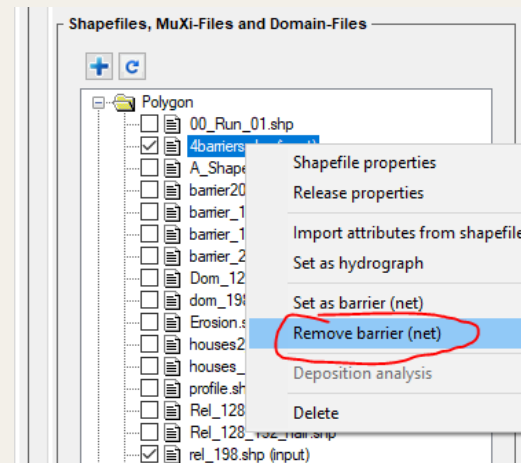 Shapefiles, MuXi-Files and Domain-Files
Polygon
00_Run_01.shp
4barriers
A_Shape
barrier20
barrier_1
barrier_1
barrier_2
Dom_12
dom_198
Erosion.s
houses2
houses_
profile.sh
Rel_128
Rel_128_132_hair.shp
rel_198.shp (input)
Shapefile properties
Release properties
Import attributes from shapefile
Set as hydrograph
Set as barrier (net)
Remove barrier (net)
Deposition analysis
Delete